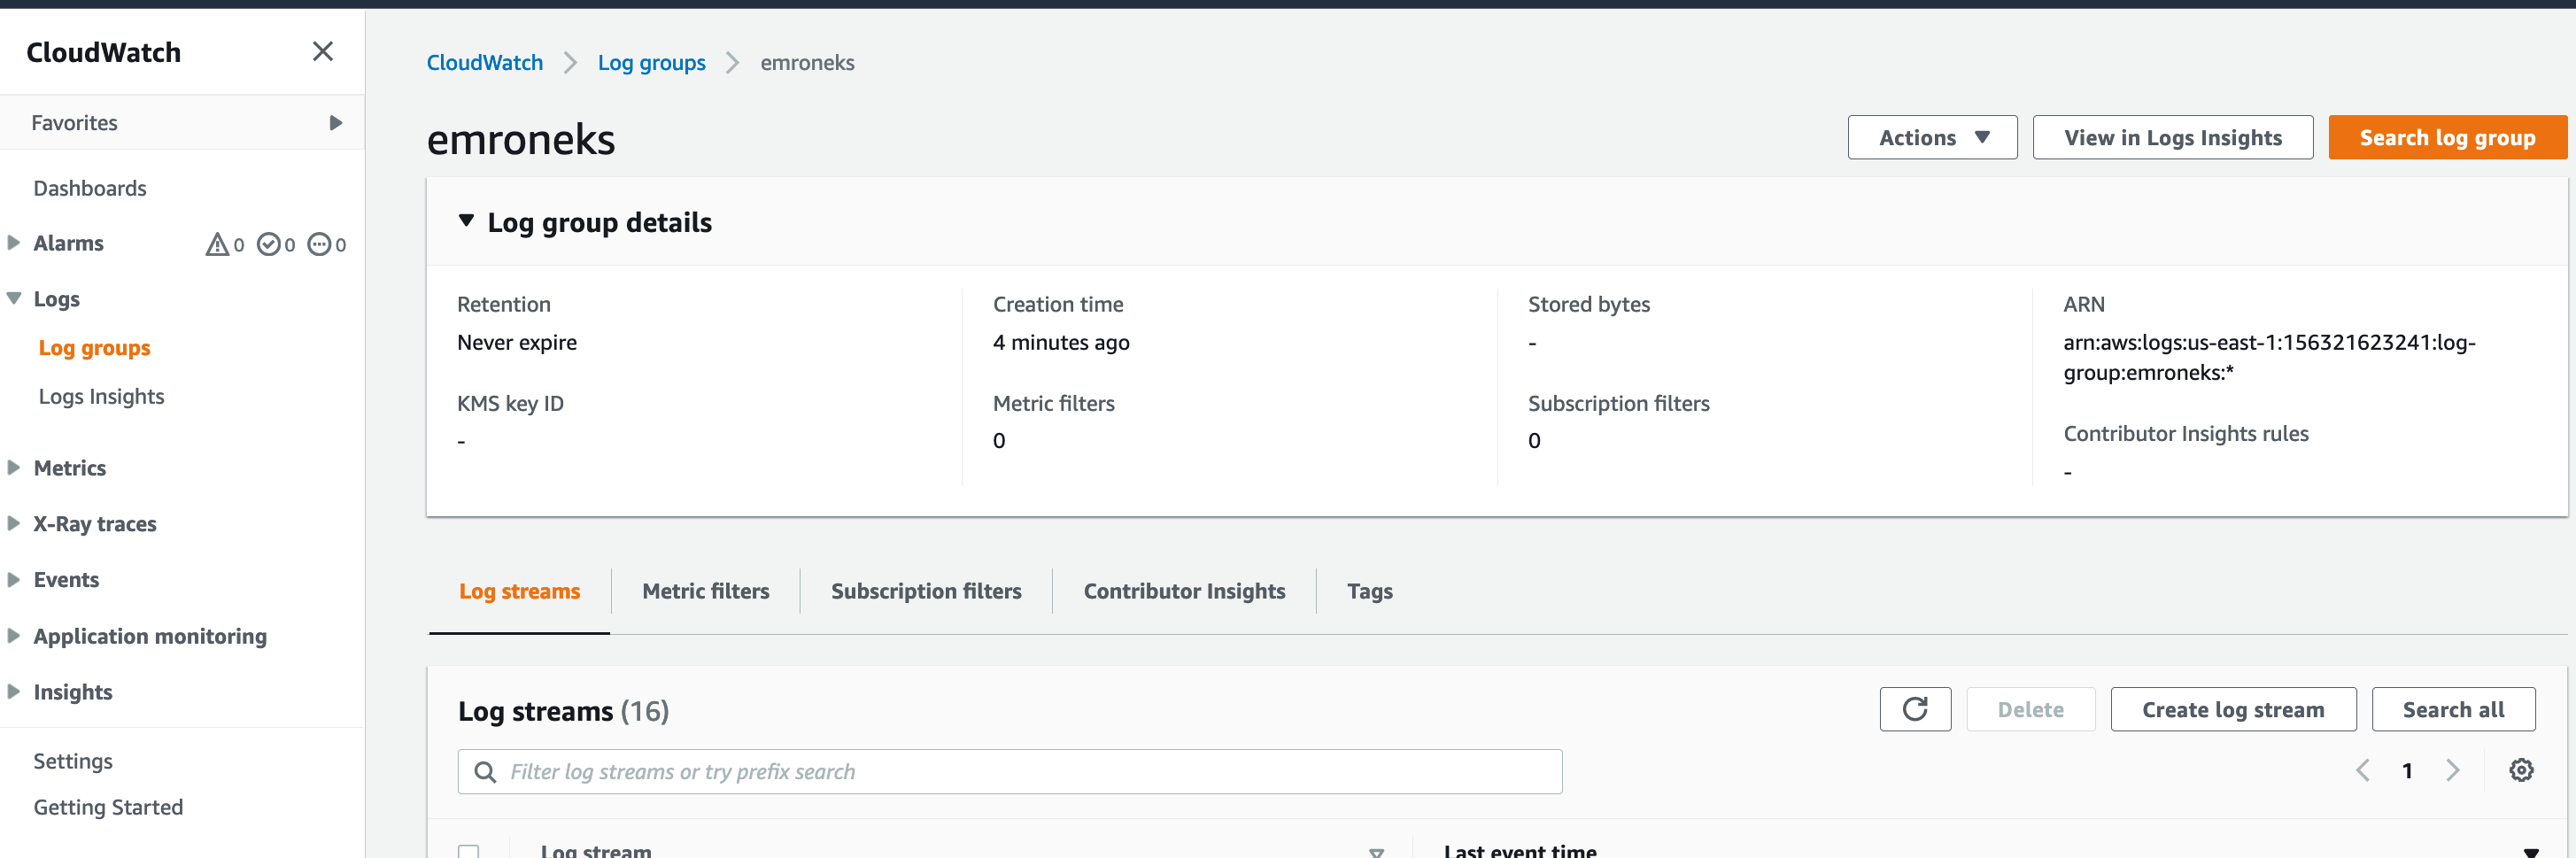 CloudWatch
Favorites
Dashboards
Alarms 0 0 0
Logs
Log groups
Logs Insights
Metrics
X-Ray traces
Events
Application monitoring
Insights
Settings
Getting Started
CloudWatch Log groups emroneks
emroneks
Actions View in Logs Insights Search log group
Log group details
Retention
Never expire
KMS key ID
-
Creation time
4 minutes ago
Metric filters
0
Stored bytes
-
Subscription filters
0
ARN
arn:aws:logs:us-east-1:156321623241:log-
group:emroneks:*
Contributor Insights rules
-
Log streams Metric filters Subscription filters Contributor Insights Tags
Log streams (16)
Delete Create log stream Search all
Filter log streams or try prefix search
1
Log stream Last event time